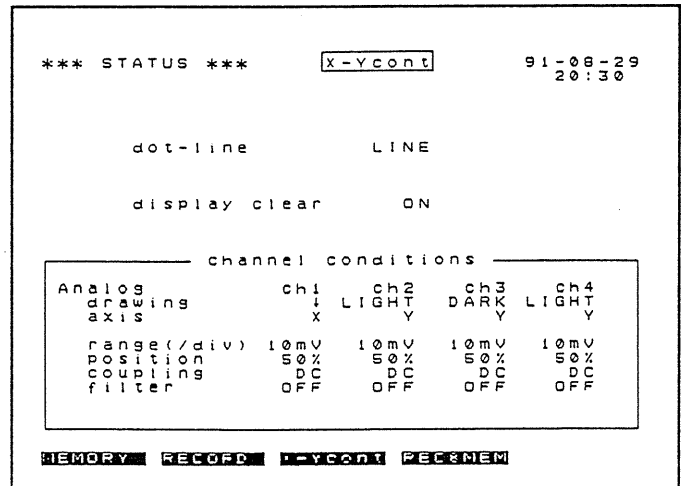 *** STATUS *** X-Ycont 91-08-29
20:30
dot-line LINE
display clear ON
channel conditions
Analog ch1 ch2 ch3 ch4
drawing ↓ LIGHT DARK LIGHT
axis X Y Y Y
range(/div) 10mV 10mV 10mV 10mV
position 50% 50% 50% 50%
coupling DC DC DC DC
filter OFF OFF OFF OFF
MEMORY RECORD X-Ycont REC&MEM